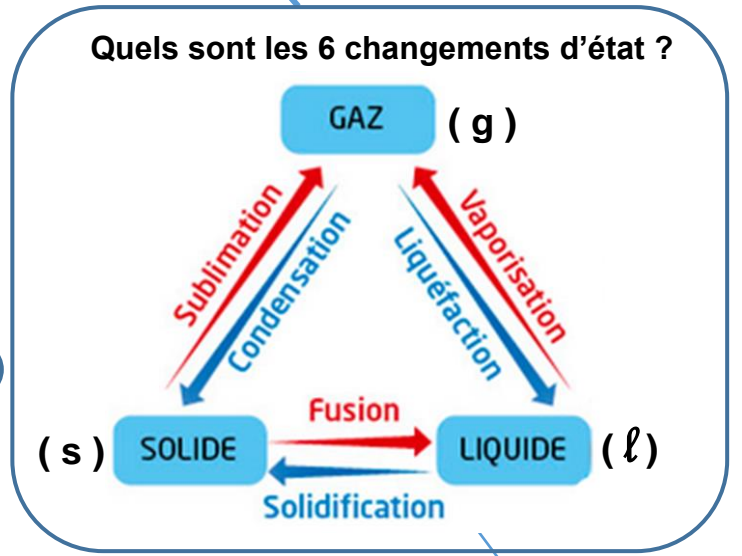 Quels sont les 6 changements d'état ?
GAZ ( g )
Sublimation
Condensation
Liquéfaction
Vaporisation
Fusion
( s ) SOLIDE
LIQUIDE ( ℓ )
Solidification